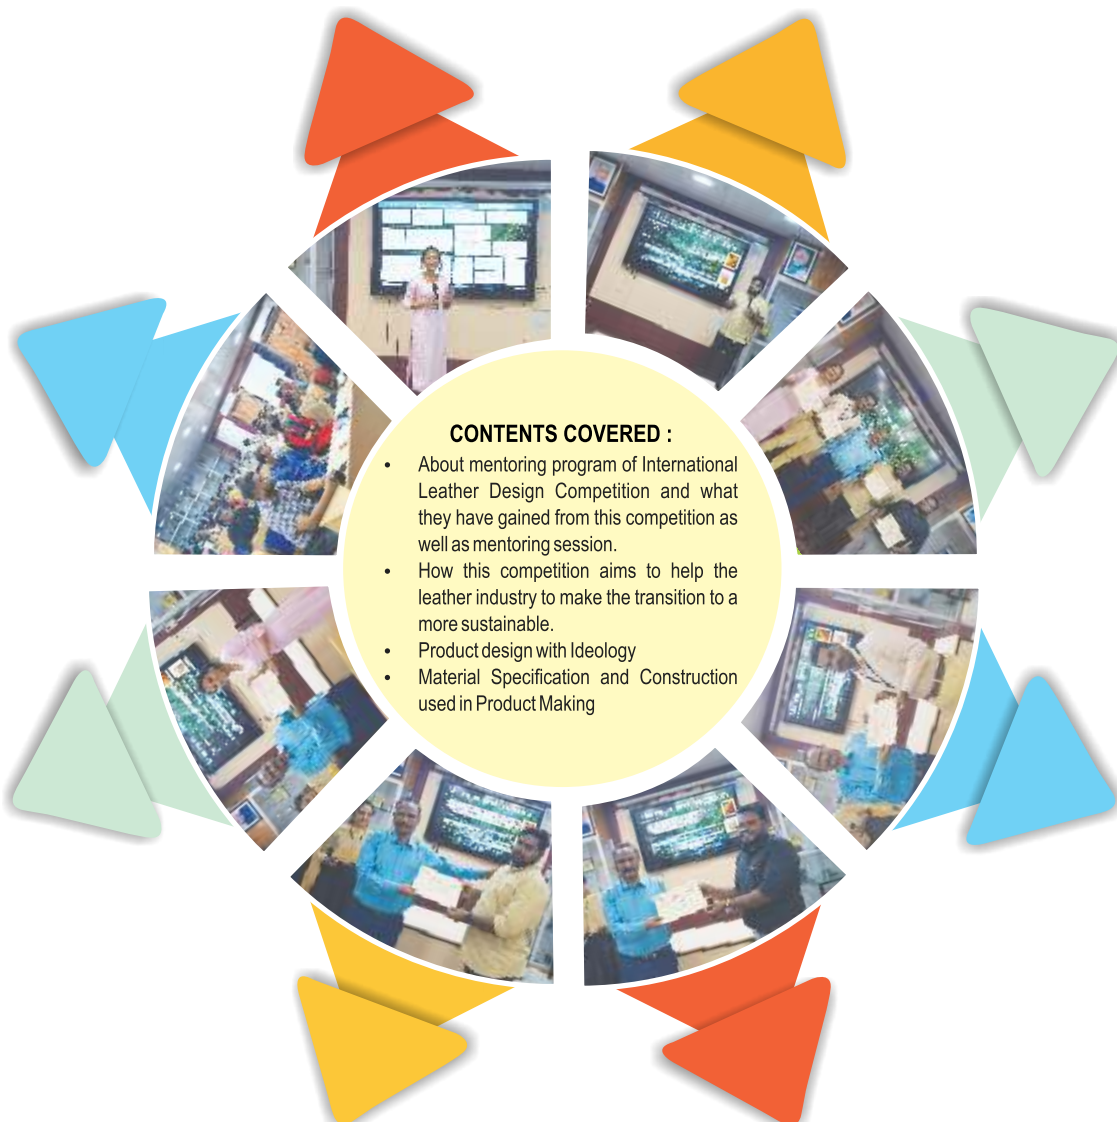 CONTENTS COVERED :
• About mentoring program of International
Leather Design Competition and what
they have gained from this competition as
well as mentoring session.
• How this competition aims to help the
leather industry to make the transition to a
more sustainable.
• Product design with Ideology
• Material Specification and Construction
used in Product Making